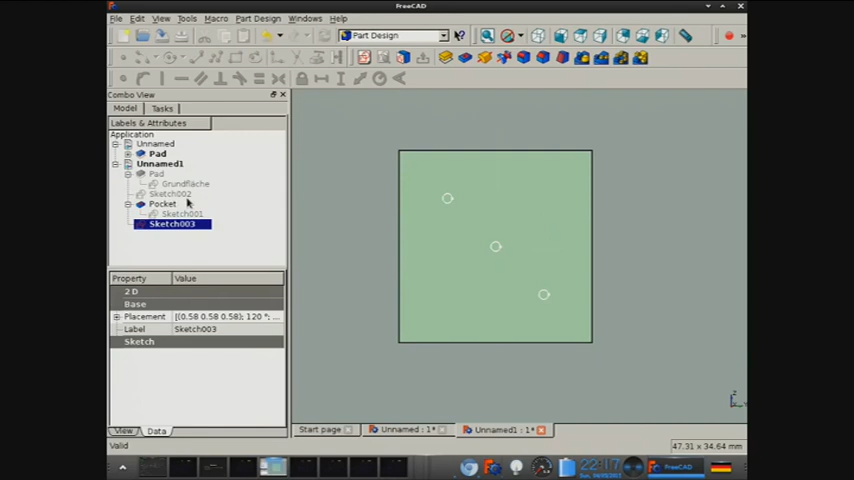 FreeCAD
File Edit View Tools Macro Part Design Windows Help
Part Design
Combo View
Model Tasks
Labels & Attributes
Application
Unnamed
Pad
Unnamed1
Pad
Grundfläche
Sketch002
Pocket
Sketch001
Sketch003
Property Value
2 D
Base
Placement [(0.58 0.58 0.58); 120 °; ...
Label Sketch003
Sketch
View Data
Start page Unnamed : 1* Unnamed1 : 1*
Valid 47.31 x 34.64 mm
22:17 FreeCAD